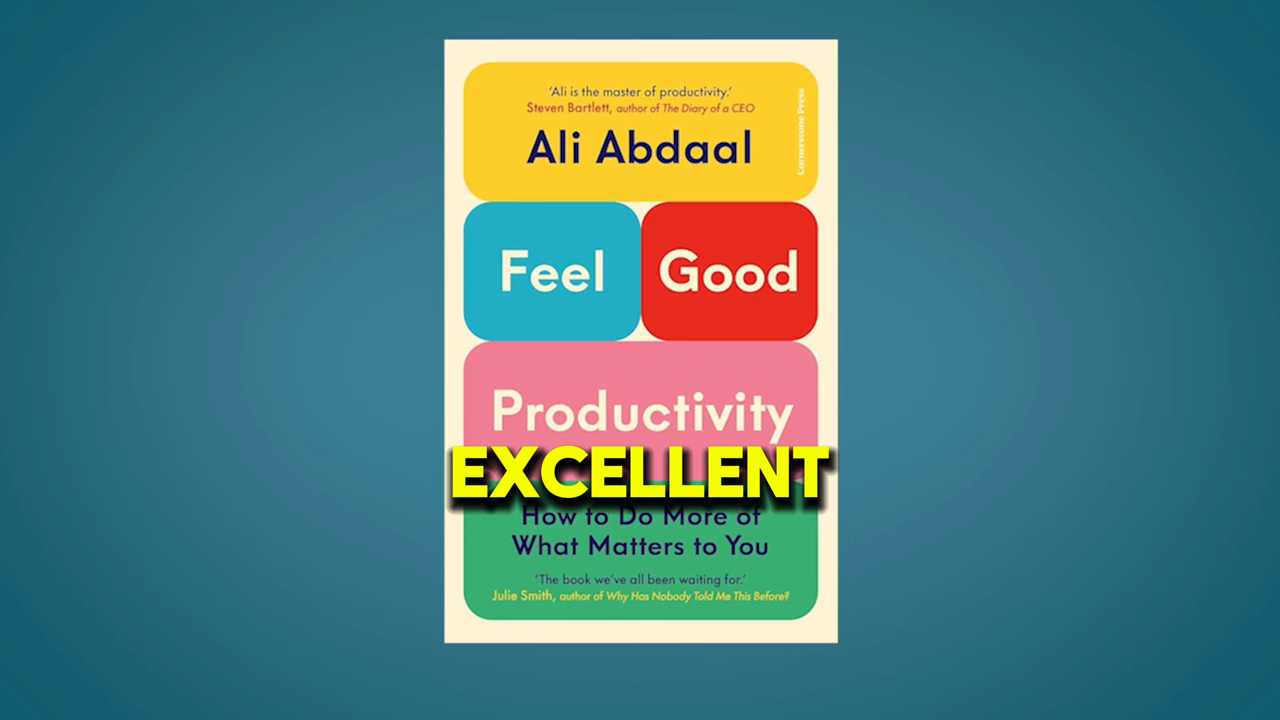 'Ali is the master of productivity.'
Steven Bartlett, author of The Diary of a CEO
Cornerstone Press
Ali Abdaal
Feel Good
Productivity
EXCELLENT
How to Do More of
What Matters to You
'The book we've all been waiting for.'
Julie Smith, author of Why Has Nobody Told Me This Before?